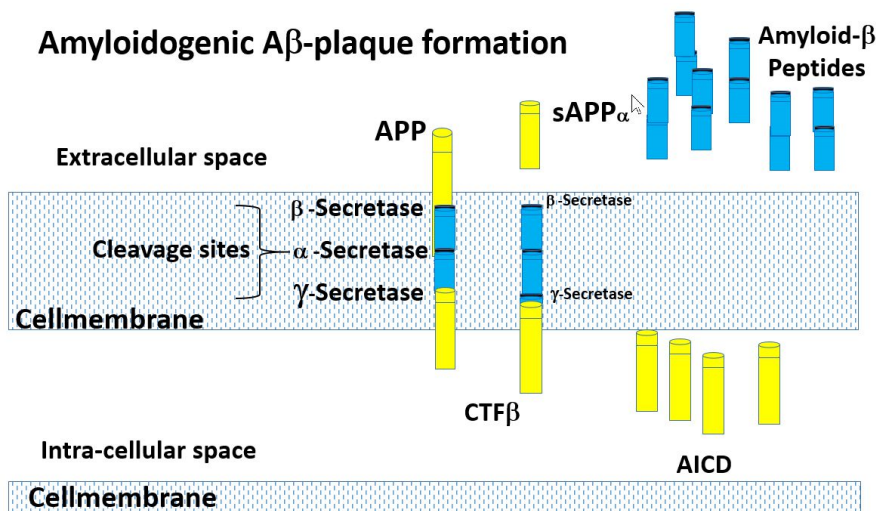 Amyloidogenic Aβ-plaque formation
Amyloid-β
Peptides
sAPPα
APP
Extracellular space
β-Secretase
β-Secretase
Cleavage sites
α-Secretase
γ-Secretase
γ-Secretase
Cellmembrane
CTFβ
Intra-cellular space
AICD
Cellmembrane